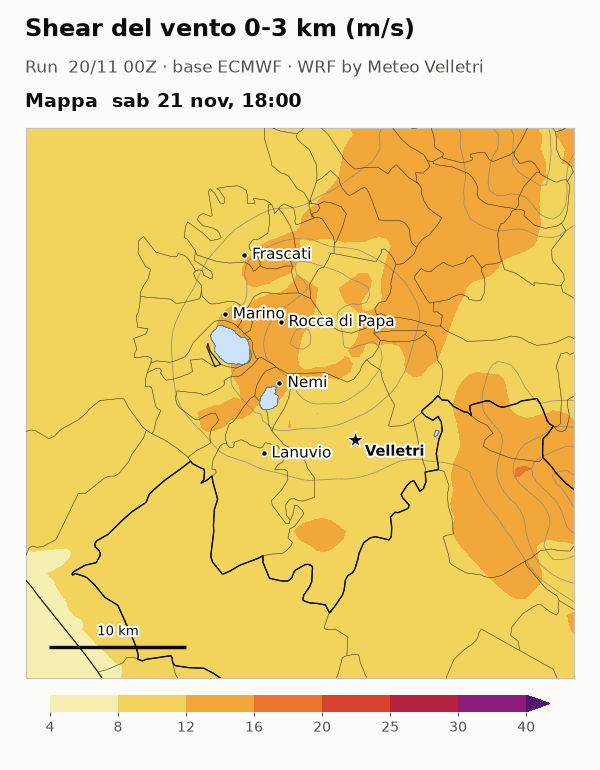 Shear del vento 0-3 km (m/s)
Run  20/11 00Z · base ECMWF · WRF by Meteo Velletri
Mappa  sab 21 nov, 18:00
Frascati
Marino
Rocca di Papa
Nemi
Velletri
Lanuvio
10 km
4 8 12 16 20 25 30 40